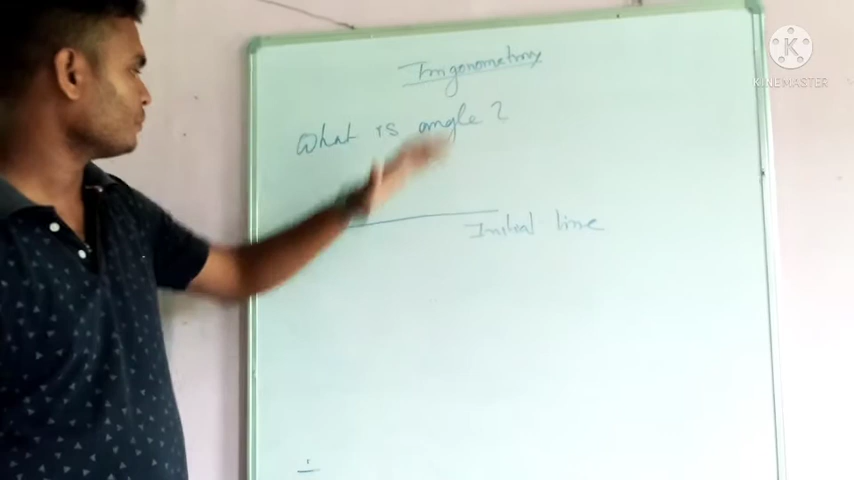 Trigonometry
What is angle?
Initial line
K
KINEMASTER